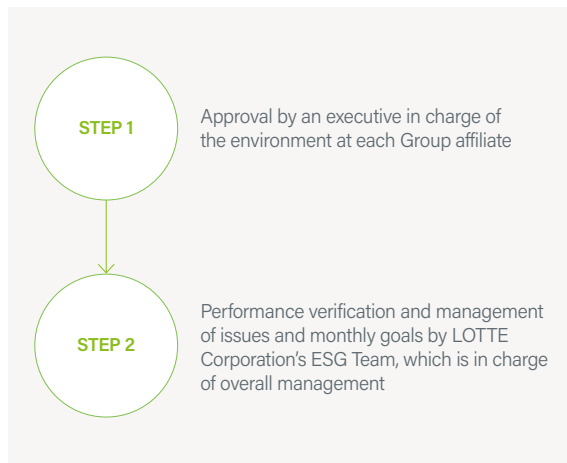 STEP 1
Approval by an executive in charge of
the environment at each Group affiliate
STEP 2
Performance verification and management
of issues and monthly goals by LOTTE
Corporation's ESG Team, which is in charge
of overall management